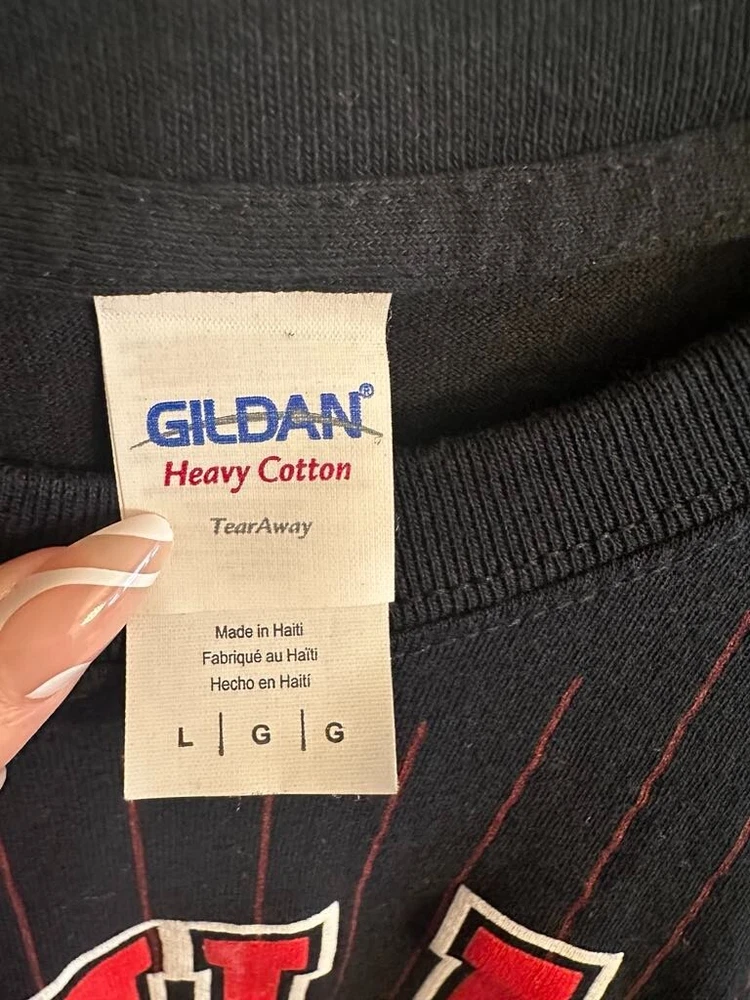 GILDAN®
Heavy Cotton
TearAway
Made in Haiti
Fabriqué au Haïti
Hecho en Haití
L | G | G